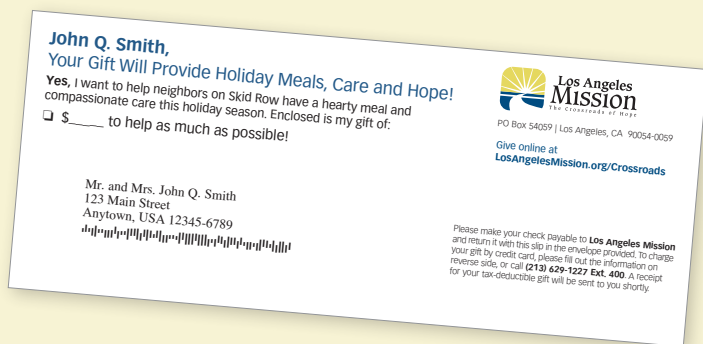 John Q. Smith,
Your Gift Will Provide Holiday Meals, Care and Hope!
Yes, I want to help neighbors on Skid Row have a hearty meal and
compassionate care this holiday season. Enclosed is my gift of:
❏ $_____ to help as much as possible!
Mr. and Mrs. John Q. Smith
123 Main Street
Anytown, USA 12345-6789
Los Angeles
Mission
The Crossroads of Hope
PO Box 54059 | Los Angeles, CA 90054-0059
Give online at
LosAngelesMission.org/Crossroads
Please make your check payable to Los Angeles Mission
and return it with this slip in the envelope provided. To charge
your gift by credit card, please fill out the information on
reverse side, or call (213) 629-1227 Ext. 400. A receipt
for your tax-deductible gift will be sent to you shortly.